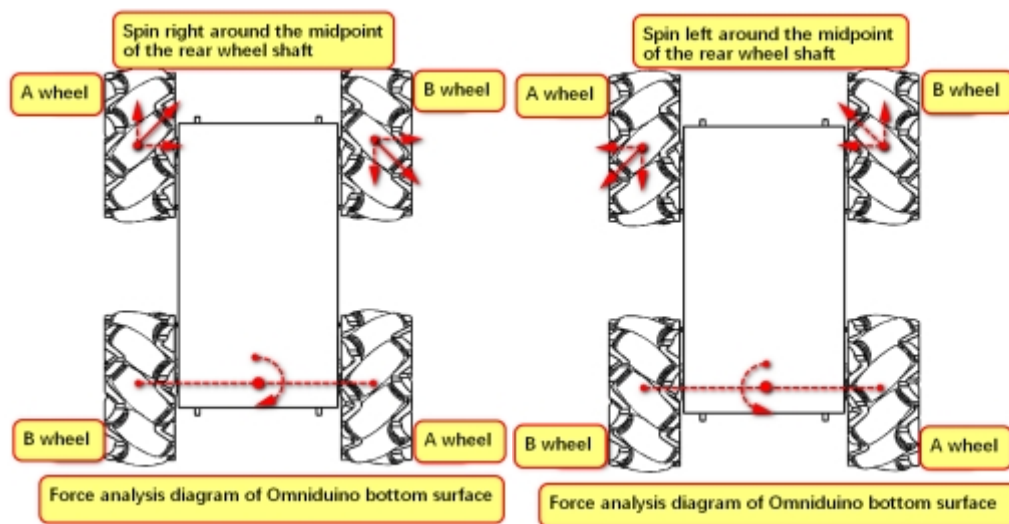 Spin right around the midpoint
of the rear wheel shaft
A wheel
B wheel
B wheel
A wheel
Force analysis diagram of Omniduino bottom surface
Spin left around the midpoint
of the rear wheel shaft
A wheel
B wheel
B wheel
A wheel
Force analysis diagram of Omniduino bottom surface